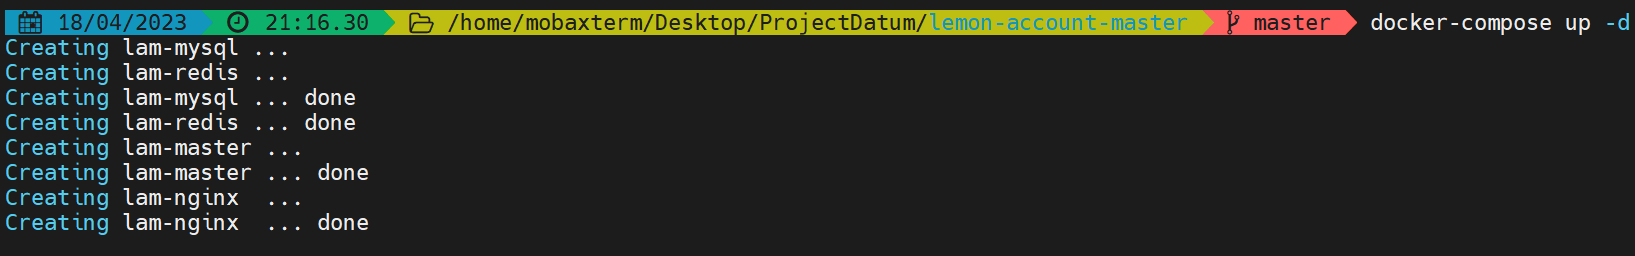 18/04/2023 21:16.30 /home/mobaxterm/Desktop/ProjectDatum/lemon-account-master master docker-compose up -d
Creating lam-mysql ...
Creating lam-redis ...
Creating lam-mysql ... done
Creating lam-redis ... done
Creating lam-master ...
Creating lam-master ... done
Creating lam-nginx  ...
Creating lam-nginx  ... done